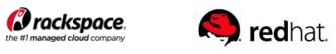 rackspace®
the #1 managed cloud company
redhat.